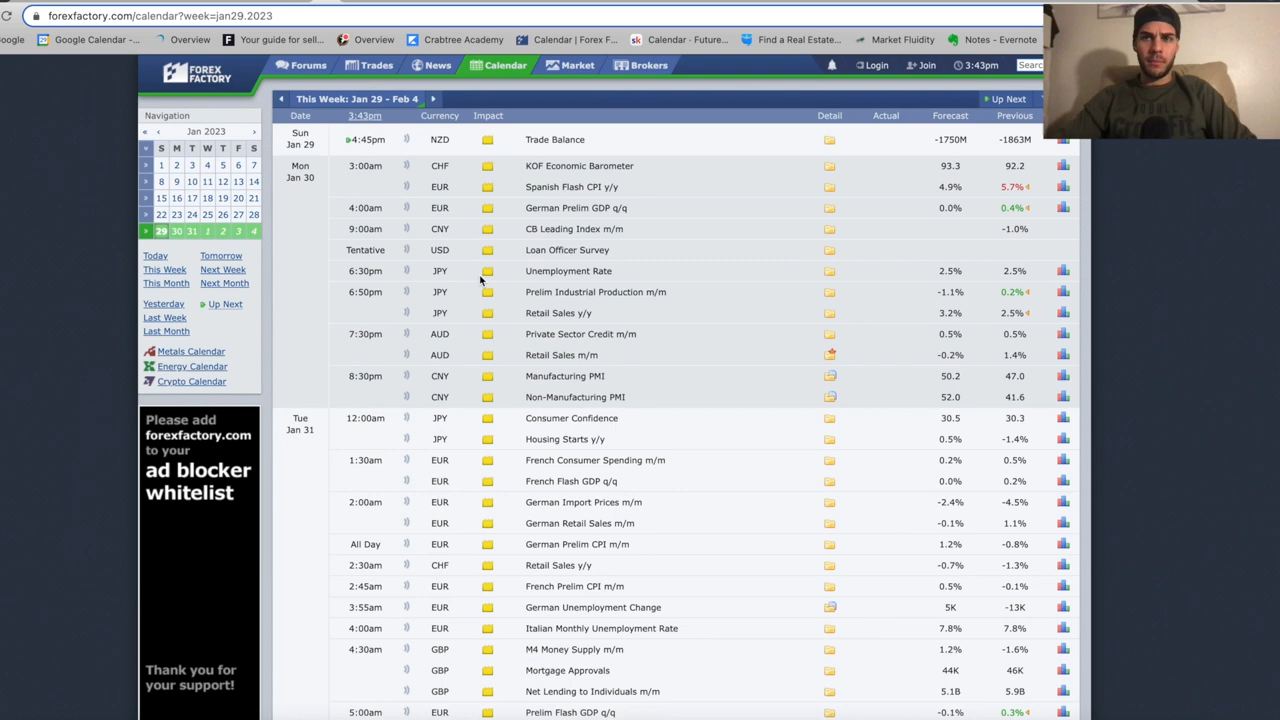 forexfactory.com/calendar?week=jan29.2023
oogle Google Calendar -... Overview Your guide for sell... Overview Crabtree Academy Calendar | Forex F... Calendar · Future... Find a Real Estate... Market Fluidity Notes - Evernote
FOREX FACTORY Forums Trades News Calendar Market Brokers Login Join 3:43pm Searc
Navigation
« ‹ Jan 2023 ›
S M T W T F S
1 2 3 4 5 6 7
8 9 10 11 12 13 14
15 16 17 18 19 20 21
22 23 24 25 26 27 28
29 30 31 1 2 3 4
Today Tomorrow
This Week Next Week
This Month Next Month
Yesterday Up Next
Last Week
Last Month
Metals Calendar
Energy Calendar
Crypto Calendar
Please add
forexfactory.com
to your
ad blocker
whitelist
Thank you for
your support!
This Week: Jan 29 - Feb 4 Up Next
Date 3:43pm Currency Impact Detail Actual Forecast Previous
Sun Jan 29 4:45pm NZD Trade Balance -1750M -1863M
Mon Jan 30 3:00am CHF KOF Economic Barometer 93.3 92.2
EUR Spanish Flash CPI y/y 4.9% 5.7%
4:00am EUR German Prelim GDP q/q 0.0% 0.4%
9:00am CNY CB Leading Index m/m -1.0%
Tentative USD Loan Officer Survey
6:30pm JPY Unemployment Rate 2.5% 2.5%
6:50pm JPY Prelim Industrial Production m/m -1.1% 0.2%
JPY Retail Sales y/y 3.2% 2.5%
7:30pm AUD Private Sector Credit m/m 0.5% 0.5%
AUD Retail Sales m/m -0.2% 1.4%
8:30pm CNY Manufacturing PMI 50.2 47.0
CNY Non-Manufacturing PMI 52.0 41.6
Tue Jan 31 12:00am JPY Consumer Confidence 30.5 30.3
JPY Housing Starts y/y 0.5% -1.4%
1:30am EUR French Consumer Spending m/m 0.2% 0.5%
EUR French Flash GDP q/q 0.0% 0.2%
2:00am EUR German Import Prices m/m -2.4% -4.5%
EUR German Retail Sales m/m -0.1% 1.1%
All Day EUR German Prelim CPI m/m 1.2% -0.8%
2:30am CHF Retail Sales y/y -0.7% -1.3%
2:45am EUR French Prelim CPI m/m 0.5% -0.1%
3:55am EUR German Unemployment Change 5K -13K
4:00am EUR Italian Monthly Unemployment Rate 7.8% 7.8%
4:30am GBP M4 Money Supply m/m 1.2% -1.6%
GBP Mortgage Approvals 44K 46K
GBP Net Lending to Individuals m/m 5.1B 5.9B
5:00am EUR Prelim Flash GDP q/q -0.1% 0.3%